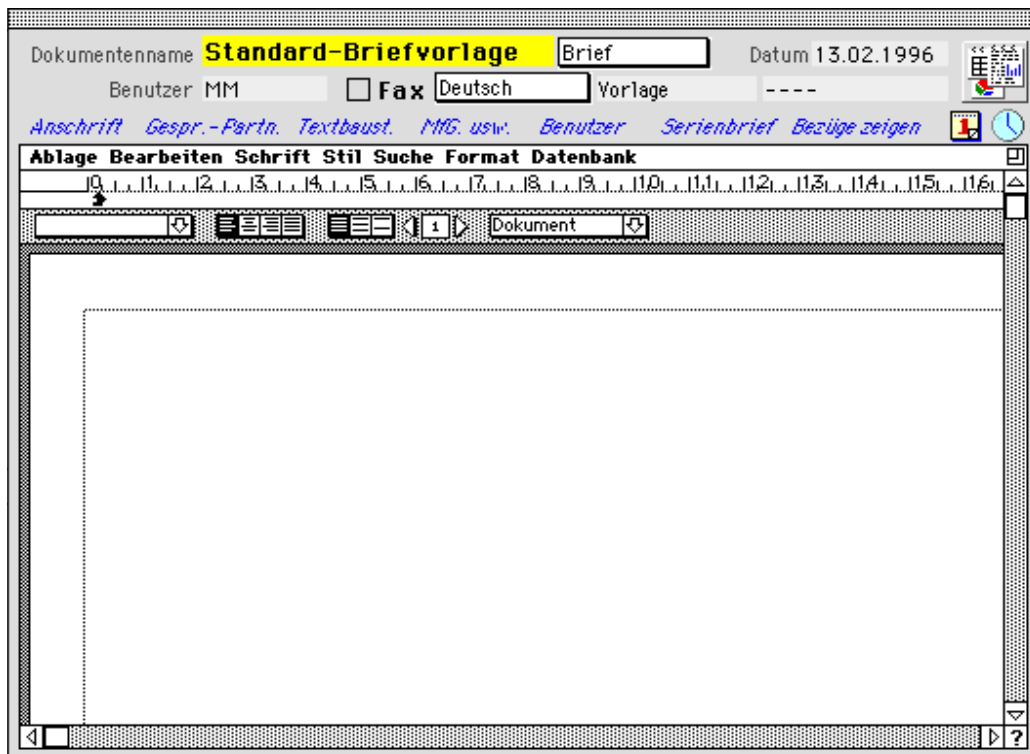 Dokumentenname Standard-Briefvorlage Brief Datum 13.02.1996
Benutzer MM Fax Deutsch Vorlage ----
Anschrift Gespr.-Partn. Textbaust. MfG. usw. Benutzer Serienbrief Bezüge zeigen 1
Ablage Bearbeiten Schrift Stil Suche Format Datenbank
0 1 2 3 4 5 6 7 8 9 10 11 12 13 14 15 16
1 Dokument
?